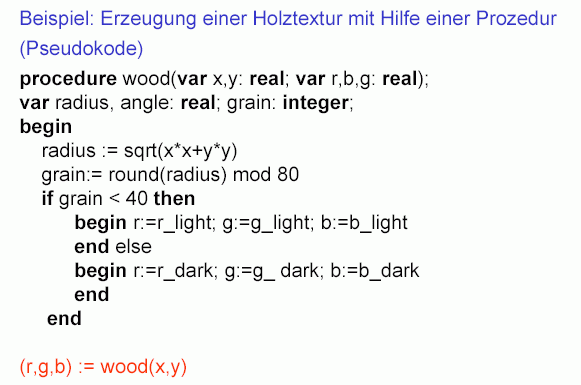 Beispiel: Erzeugung einer Holztextur mit Hilfe einer Prozedur
(Pseudokode)
procedure wood(var x,y: real; var r,b,g: real);
var radius, angle: real; grain: integer;
begin
radius := sqrt(x*x+y*y)
grain:= round(radius) mod 80
if grain < 40 then
begin r:=r_light; g:=g_light; b:=b_light
end else
begin r:=r_dark; g:=g_ dark; b:=b_dark
end
end
(r,g,b) := wood(x,y)